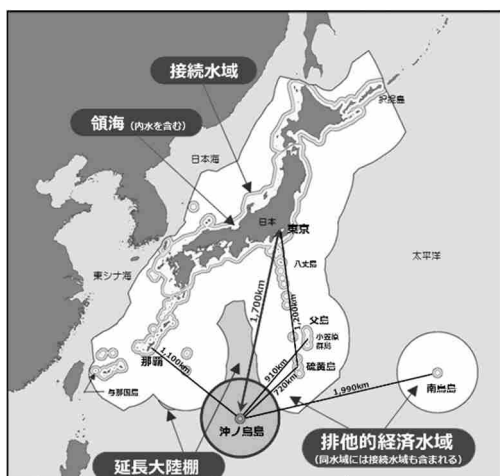 接続水域
領海（内水を含む）
択捉島
日本海
日本
東京
八丈島
太平洋
東シナ海
1,700km
1,200km
父島
小笠原
群島
那覇
1,100km
910km
720km
硫黄島
1,990km
与那国島
南鳥島
沖ノ鳥島
排他的経済水域
（同水域には接続水域も含まれる）
延長大陸棚